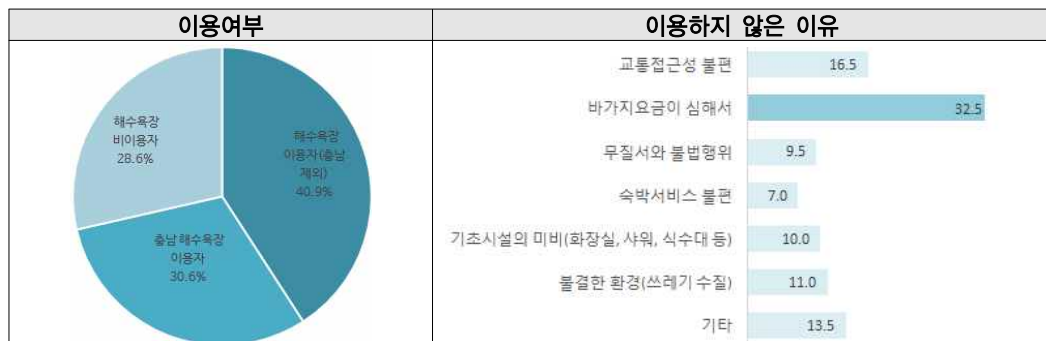 이용여부
이용하지 않은 이유
해수욕장
비이용자
28.6%
해수욕장
이용자(충남
제외)
40.9%
충남 해수욕장
이용자
30.6%
교통접근성 불편
16.5
바가지요금이 심해서
32.5
무질서와 불법행위
9.5
숙박서비스 불편
7.0
기초시설의 미비(화장실, 샤워, 식수대 등)
10.0
불결한 환경(쓰레기 수질)
11.0
기타
13.5